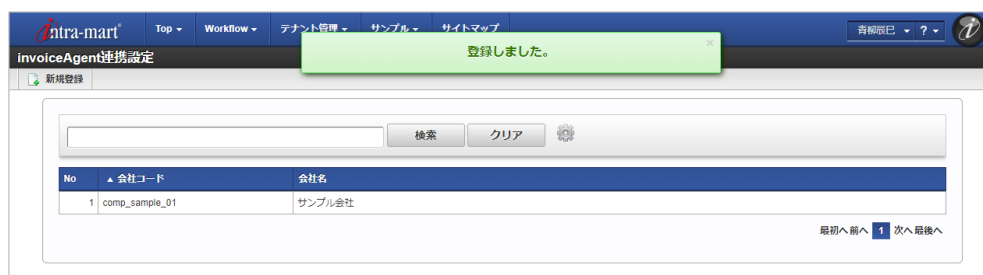 intra-mart® Top Workflow テナント管理 サンプル サイトマップ 青柳辰巳 ?
登録しました。 ×
invoiceAgent連携設定
新規登録
検索 クリア
No ▲ 会社コード 会社名
1 comp_sample_01 サンプル会社
最初へ 前へ 1 次へ 最後へ